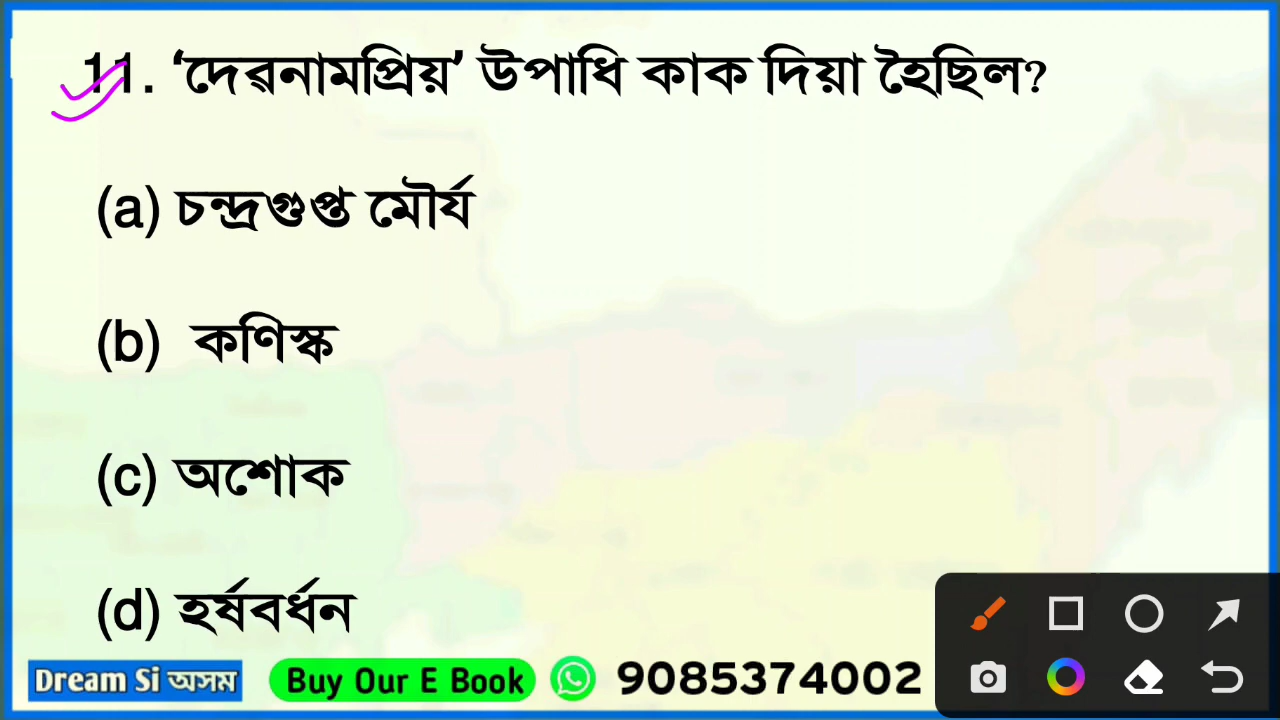 11. ‘দেৱনামপ্ৰিয়’ উপাধি কাক দিয়া হৈছিল?
(a) চন্দ্ৰগুপ্ত মৌৰ্য
(b) কণিস্ক
(c) অশোক
(d) হৰ্ষবৰ্ধন
Dream Si অসম Buy Our E Book 9085374002